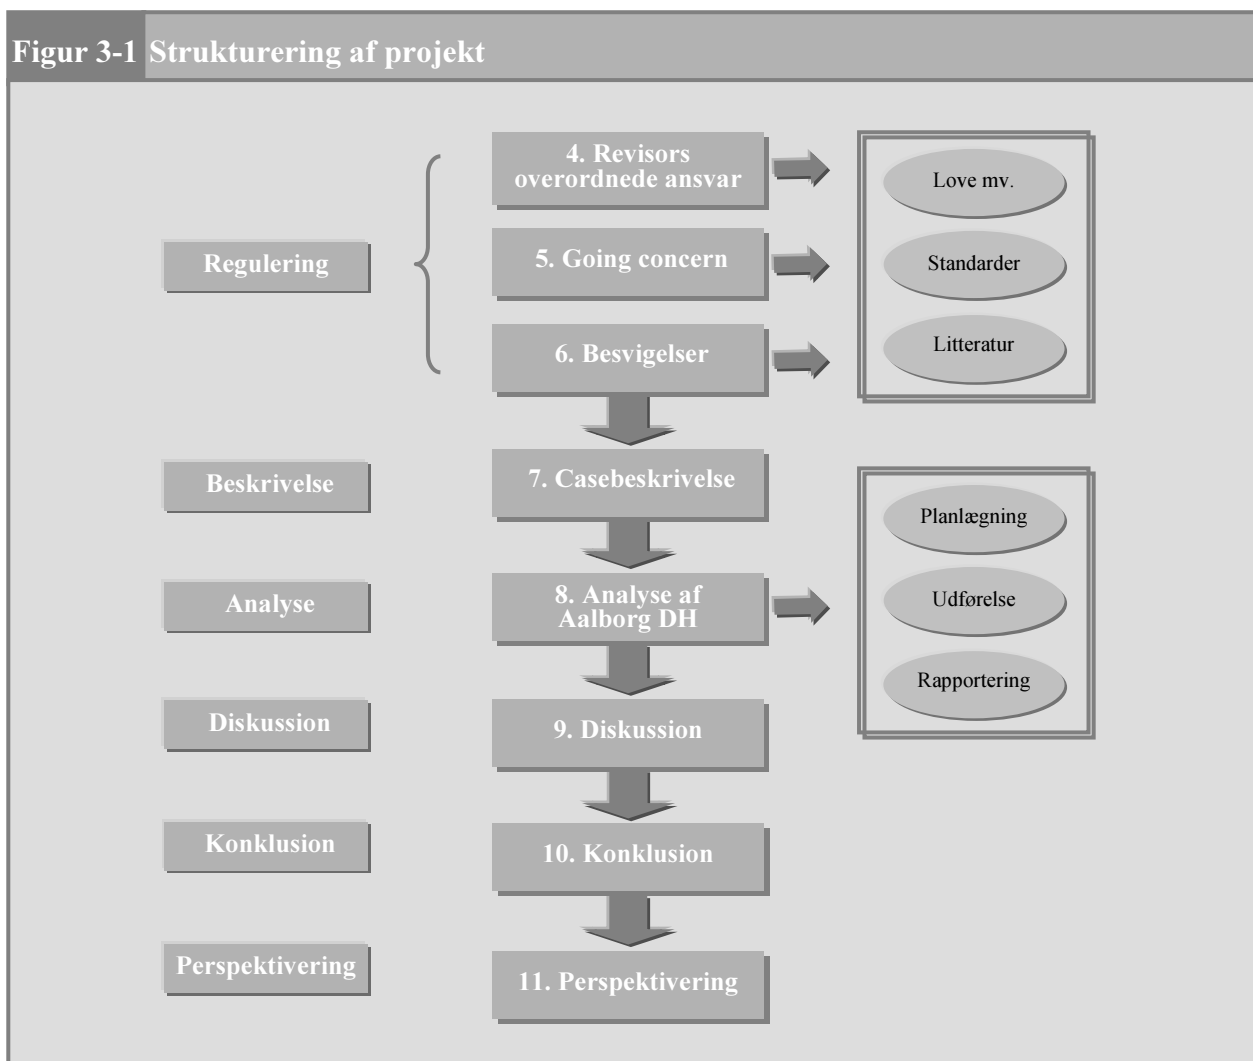 Figur 3-1 Strukturering af projekt
4. Revisors
overordnede ansvar
Love mv.
Regulering
5. Going concern
Standarder
6. Besvigelser
Litteratur
Beskrivelse
7. Casebeskrivelse
Planlægning
Analyse
8. Analyse af
Aalborg DH
Udførelse
Rapportering
Diskussion
9. Diskussion
Konklusion
10. Konklusion
Perspektivering
11. Perspektivering